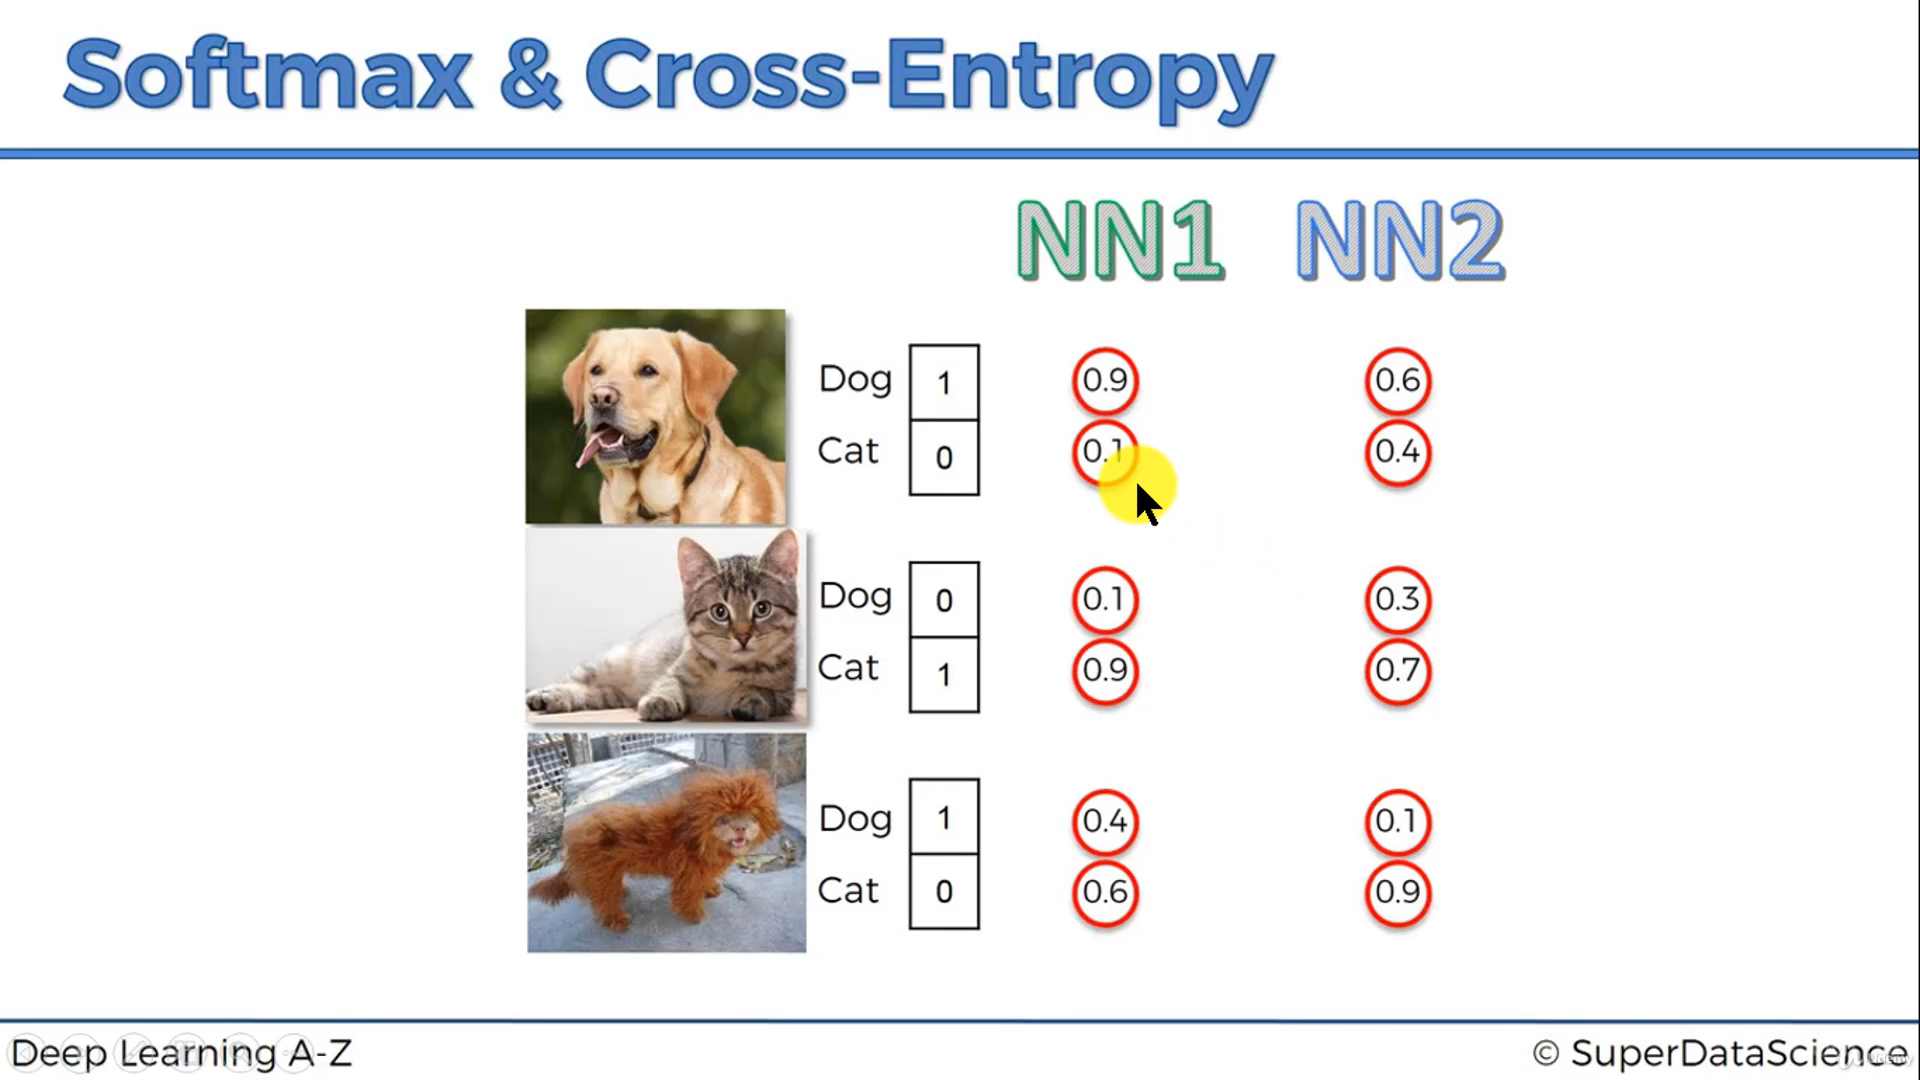 Softmax & Cross-Entropy
NN1 NN2
Dog 1 0.9 0.6
Cat 0 0.1 0.4
Dog 0 0.1 0.3
Cat 1 0.9 0.7
Dog 1 0.4 0.1
Cat 0 0.6 0.9
Deep Learning A-Z
© SuperDataScience